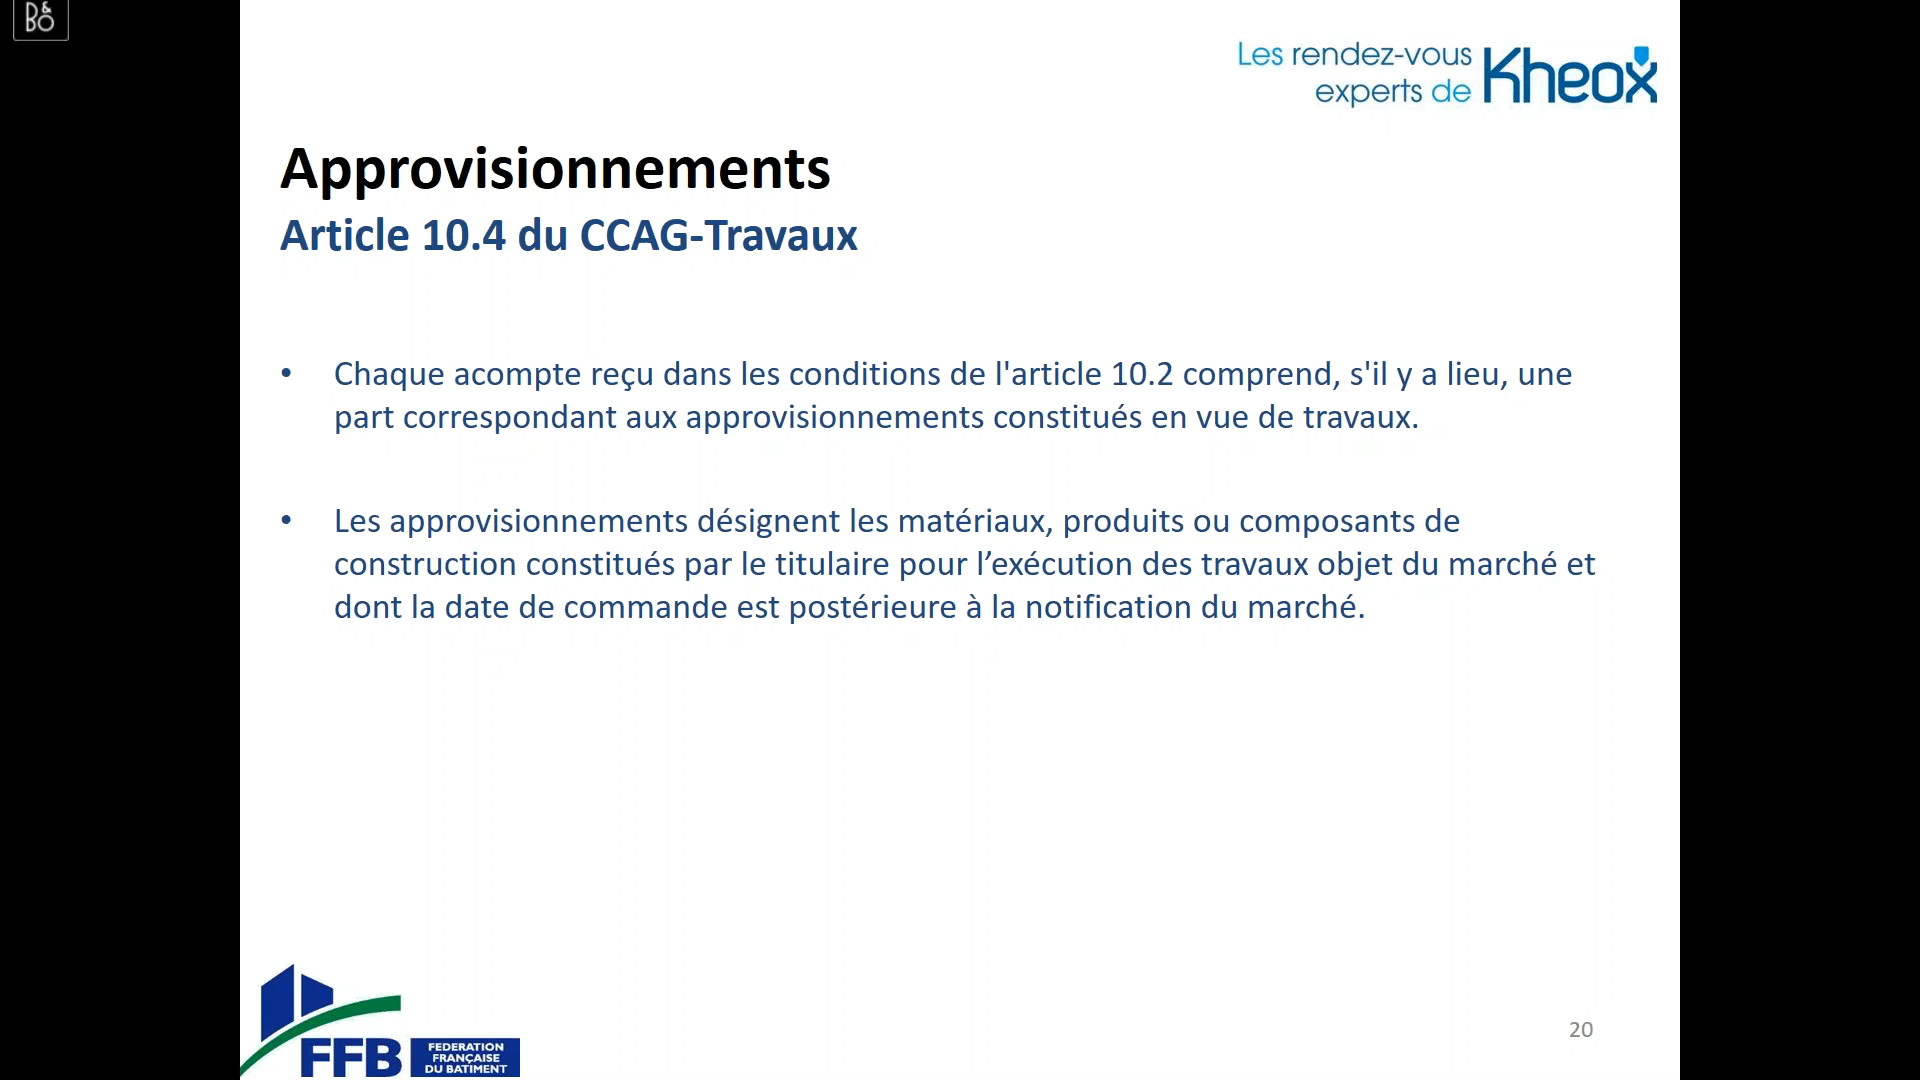 B&O
Les rendez-vous
experts de Kheox
Approvisionnements
Article 10.4 du CCAG-Travaux
• Chaque acompte reçu dans les conditions de l'article 10.2 comprend, s'il y a lieu, une
part correspondant aux approvisionnements constitués en vue de travaux.
• Les approvisionnements désignent les matériaux, produits ou composants de
construction constitués par le titulaire pour l’exécution des travaux objet du marché et
dont la date de commande est postérieure à la notification du marché.
20
FFB
FEDERATION
FRANÇAISE
DU BATIMENT